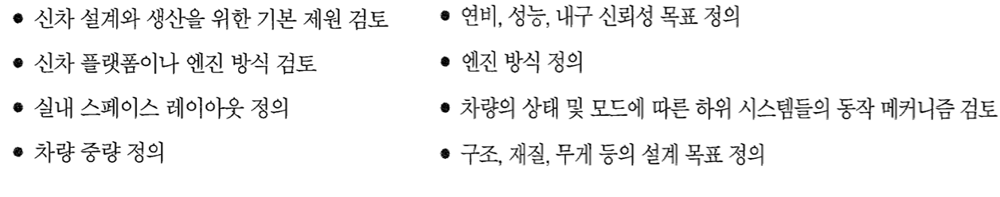 ● 신차 설계와 생산을 위한 기본 제원 검토
● 신차 플랫폼이나 엔진 방식 검토
● 실내 스페이스 레이아웃 정의
● 차량 중량 정의
● 연비, 성능, 내구 신뢰성 목표 정의
● 엔진 방식 정의
● 차량의 상태 및 모드에 따른 하위 시스템들의 동작 메커니즘 검토
● 구조, 재질, 무게 등의 설계 목표 정의